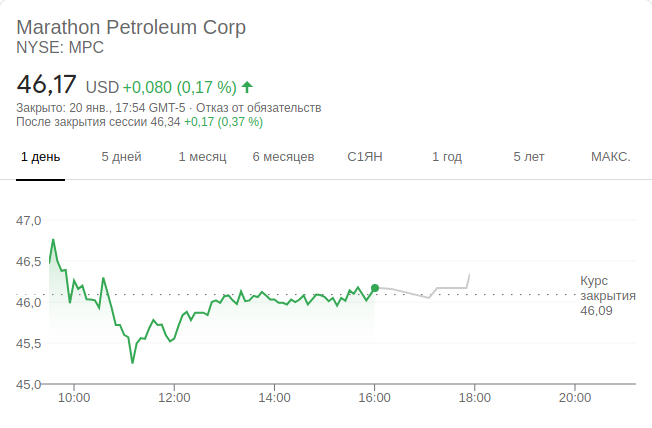 Marathon Petroleum Corp
NYSE: MPC
46,17 USD +0,080 (0,17 %)
Закрыто: 20 янв., 17:54 GMT-5 · Отказ от обязательств
После закрытия сессии 46,34 +0,17 (0,37 %)
1 день 5 дней 1 месяц 6 месяцев С1ЯН 1 год 5 лет МАКС.
47,0
46,5
46,0
45,5
45,0
Курс
закрытия
46,09
10:00 12:00 14:00 16:00 18:00 20:00